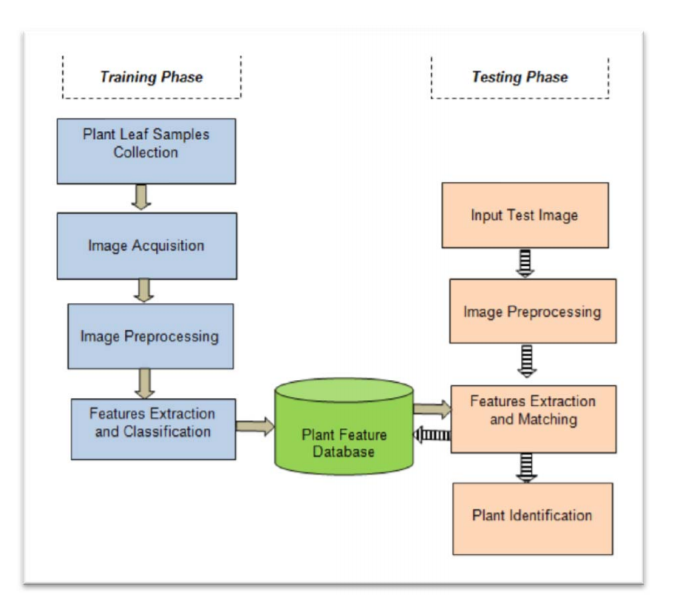 Training Phase
Testing Phase
Plant Leaf Samples
Collection
Image Acquisition
Image Preprocessing
Features Extraction
and Classification
Plant Feature
Database
Input Test Image
Image Preprocessing
Features Extraction
and Matching
Plant Identification